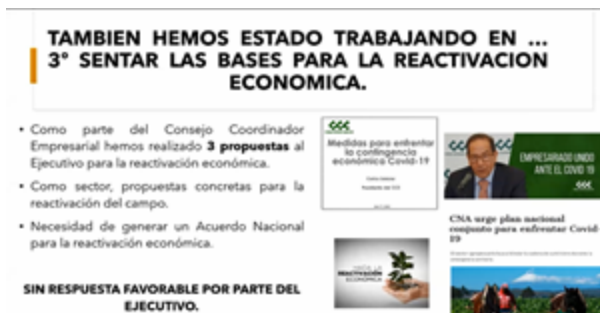 TAMBIEN HEMOS ESTADO TRABAJANDO EN ...
3° SENTAR LAS BASES PARA LA REACTIVACION
ECONOMICA.
• Como parte del Consejo Coordinador
Empresarial hemos realizado 3 propuestas al
Ejecutivo para la reactivación económica.
• Como sector, propuestas concretas para la
reactivación del campo.
• Necesidad de generar un Acuerdo Nacional
para la reactivación económica.
SIN RESPUESTA FAVORABLE POR PARTE DEL
EJECUTIVO.
CCE
Medidas para enfrentar
la contingencia
económica Covid-19
EMPRESARIADO UNIDO
ANTE EL COVID 19
CNA urge plan nacional
conjunto para enfrentar Covid-
19
HACIA LA
REACTIVACIÓN
ECONÓMICA